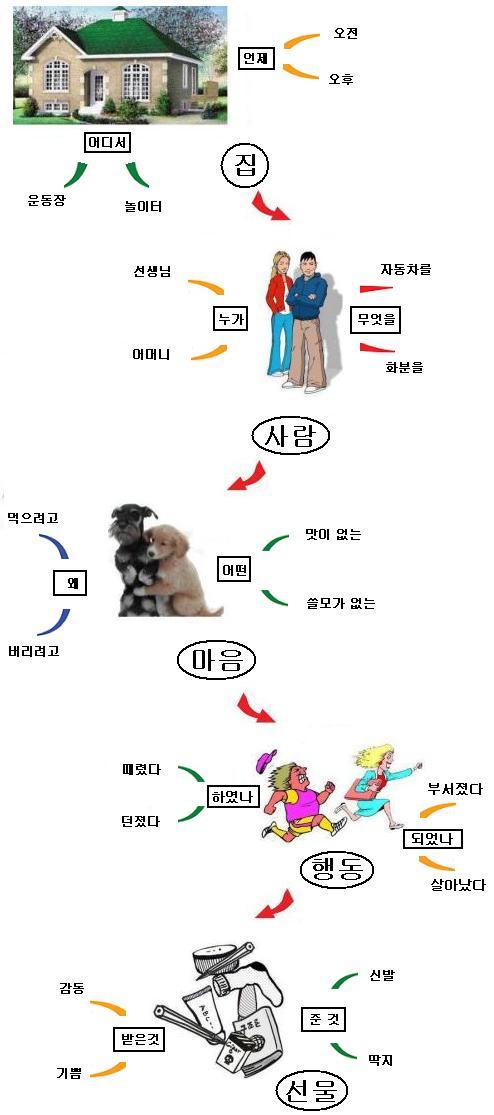 오전
언제
오후
어디서
집
운동장
놀이터
선생님
자동차를
누가
무엇을
어머니
화분을
사람
먹으려고
맛이 없는
왜
어떤
쓸모가 없는
버리려고
마음
때렸다
하였나
던졌다
부서졌다
되었나
살아났다
행동
감동
신발
받은것
준 것
기쁨
딱지
선물